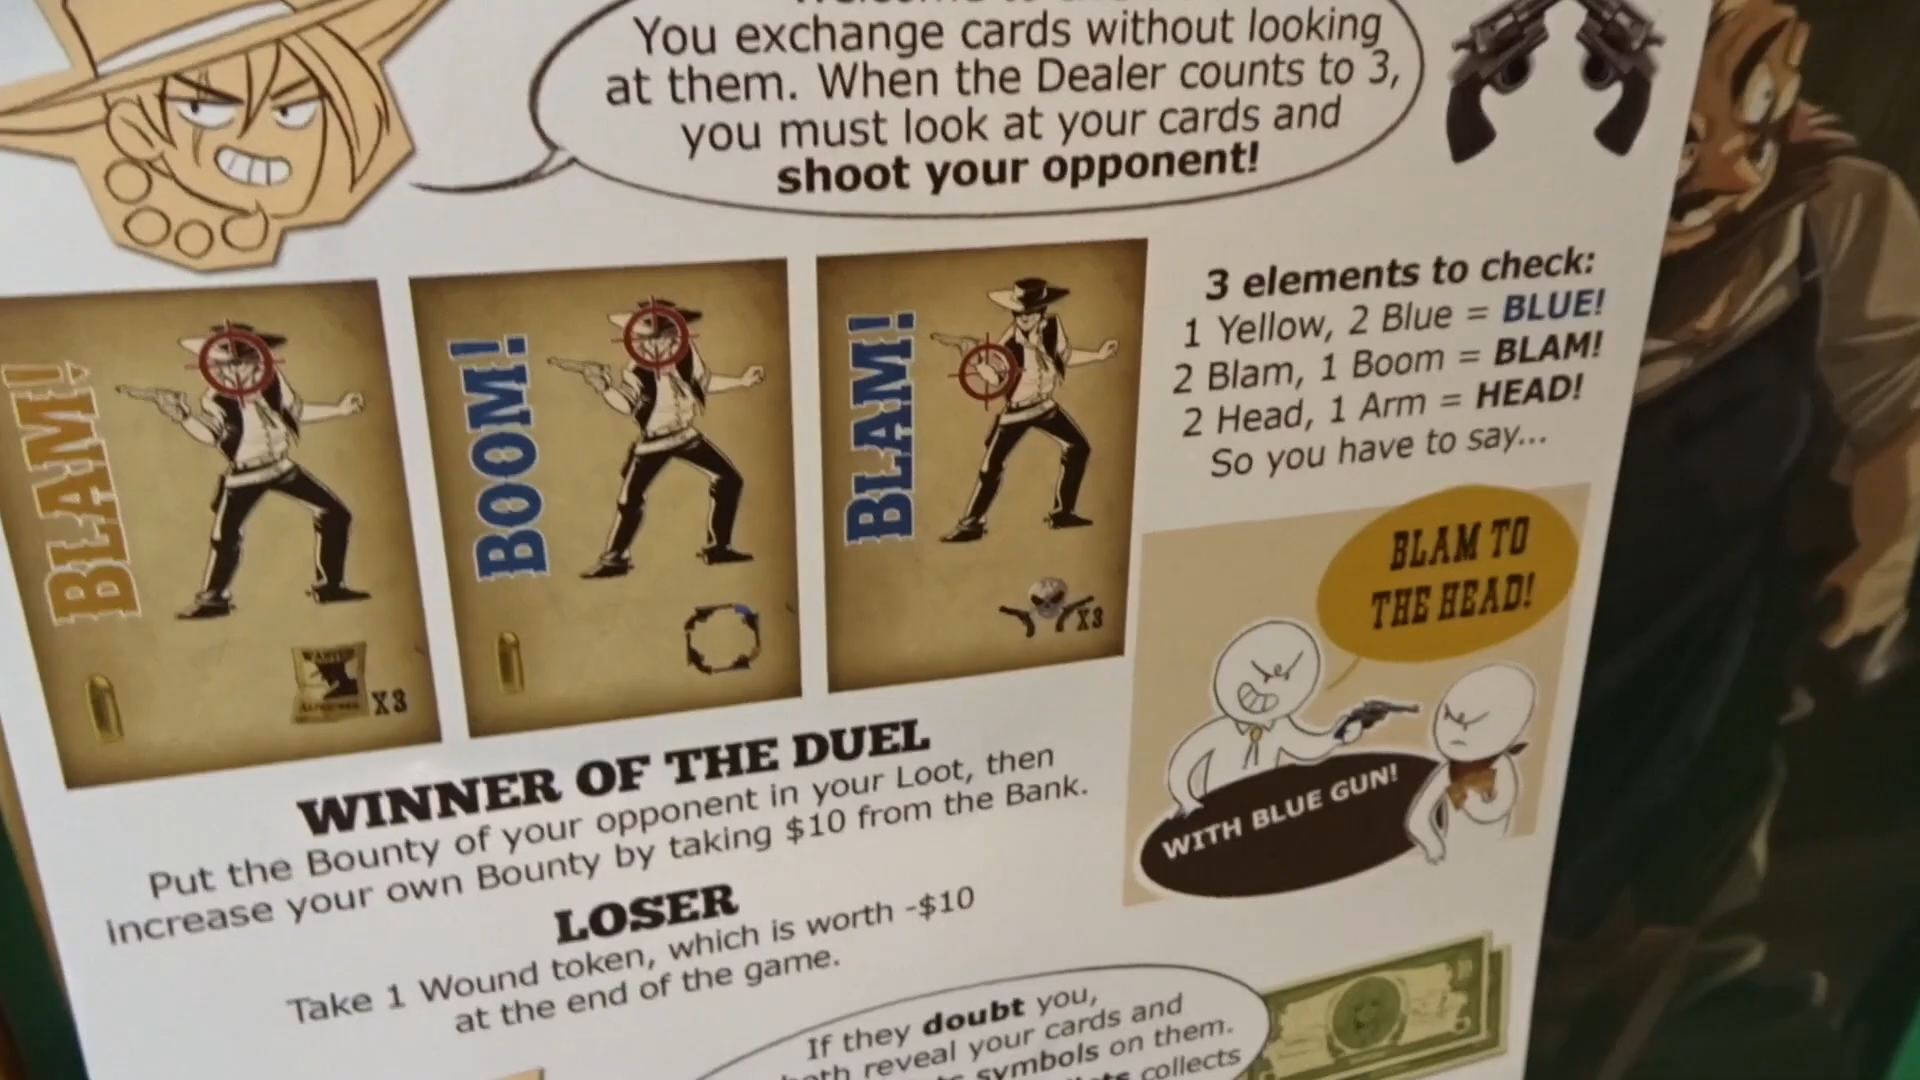 You exchange cards without looking
at them. When the Dealer counts to 3,
you must look at your cards and
shoot your opponent!
BLAM!
BOOM!
BLAM!
WANTED
X3
X3
3 elements to check:
1 Yellow, 2 Blue = BLUE!
2 Blam, 1 Boom = BLAM!
2 Head, 1 Arm = HEAD!
So you have to say...
BLAM TO
THE HEAD!
WITH BLUE GUN!
WINNER OF THE DUEL
Put the Bounty of your opponent in your Loot, then
increase your own Bounty by taking $10 from the Bank.
LOSER
Take 1 Wound token, which is worth -$10
at the end of the game.
If they doubt you,
reveal your cards and
symbols on them.
collects